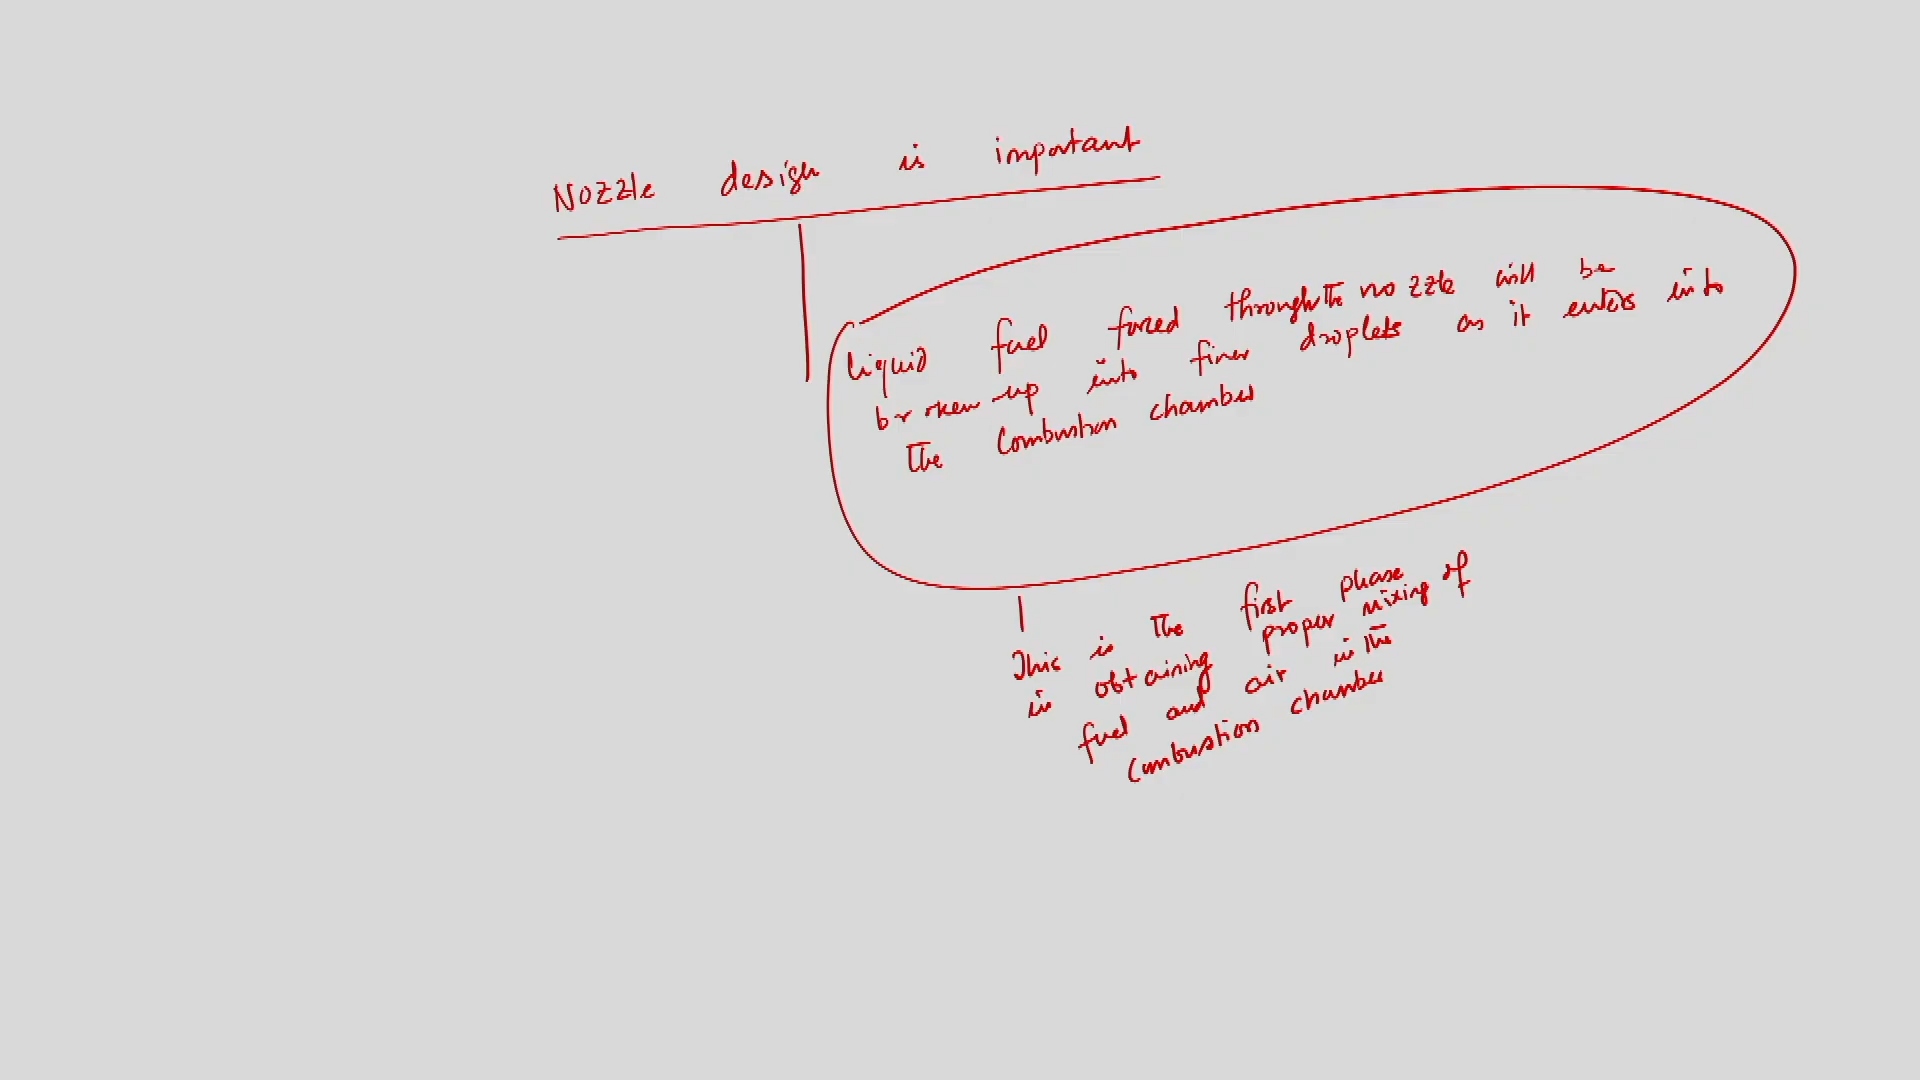 Nozzle design is important
Liquid fuel forced through the nozzle will be
broken up into finer droplets as it enters into
the Combustion chamber
This is the first phase
in obtaining proper mixing of
fuel and air in the
Combustion chamber